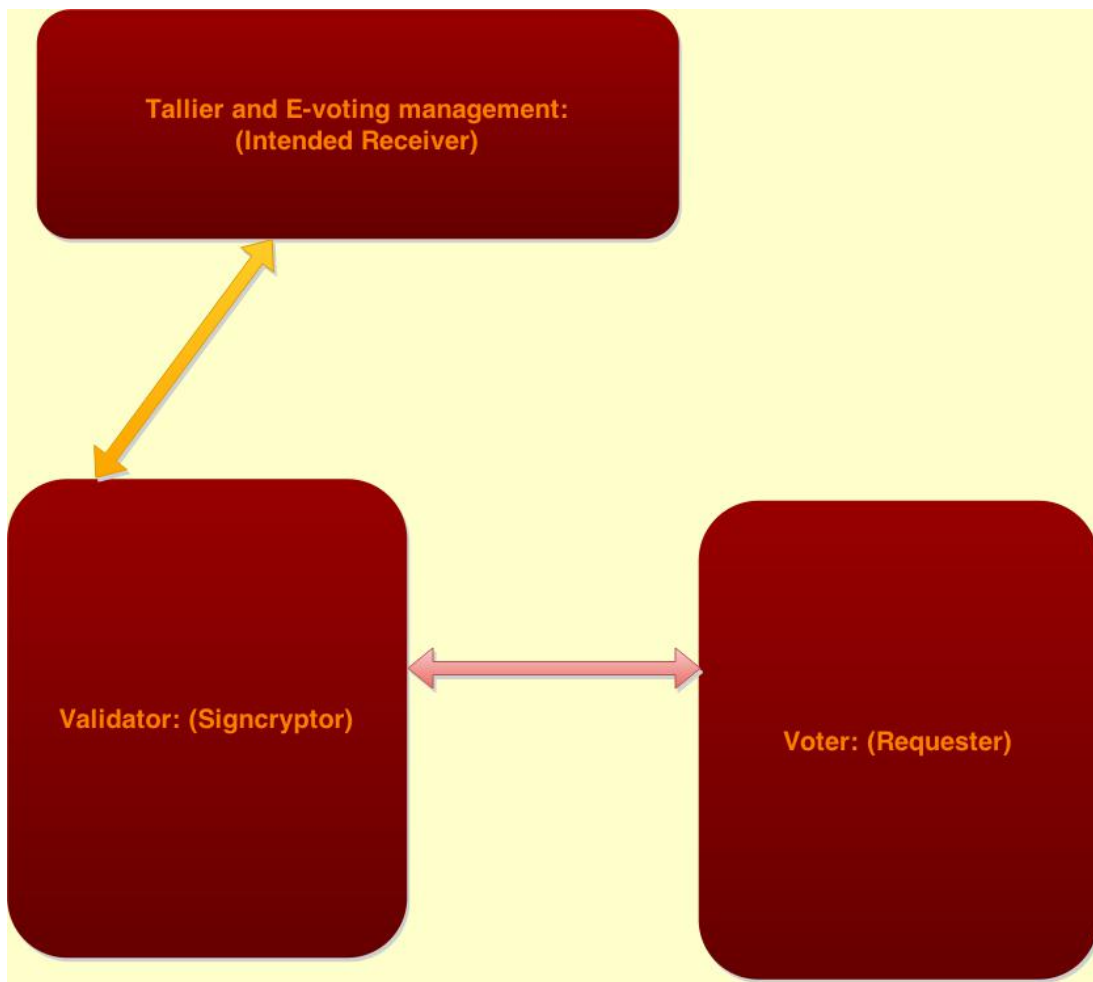 Tallier and E-voting management:
(Intended Receiver)
Validator: (Signcryptor)
Voter: (Requester)